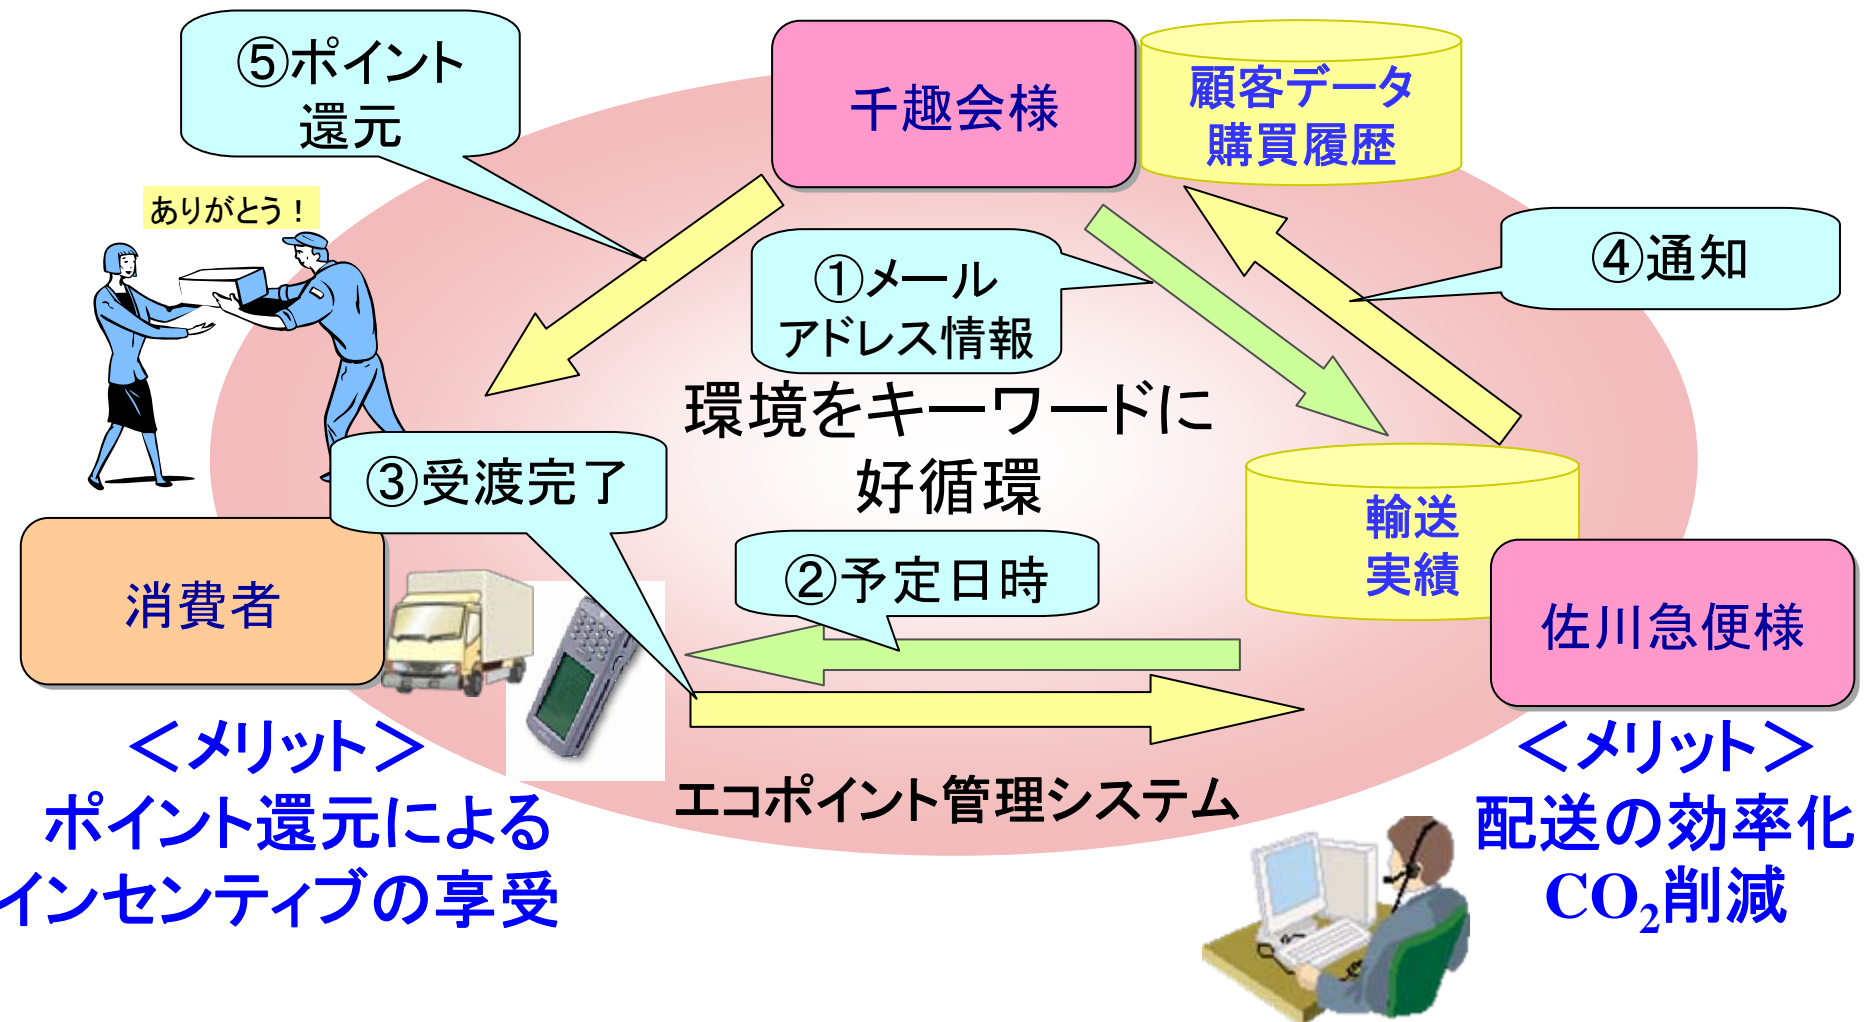 ⑤ポイント
還元
千趣会様
顧客データ
購買履歴
ありがとう！
①メール
アドレス情報
④通知
環境をキーワードに
好循環
③受渡完了
②予定日時
輸送
実績
消費者
佐川急便様
＜メリット＞
ポイント還元による
インセンティブの享受
エコポイント管理システム
＜メリット＞
配送の効率化
CO₂削減